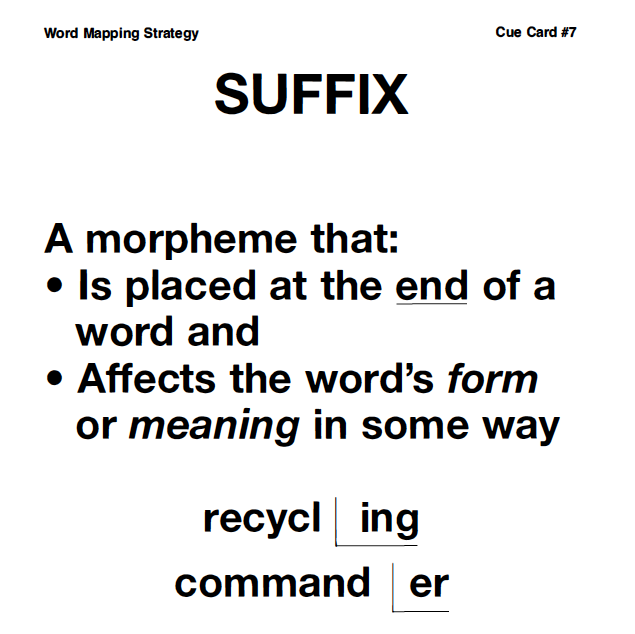 Word Mapping Strategy Cue Card #7
SUFFIX
A morpheme that:
• Is placed at the end of a
word and
• Affects the word’s form
or meaning in some way
recycl ing
command er